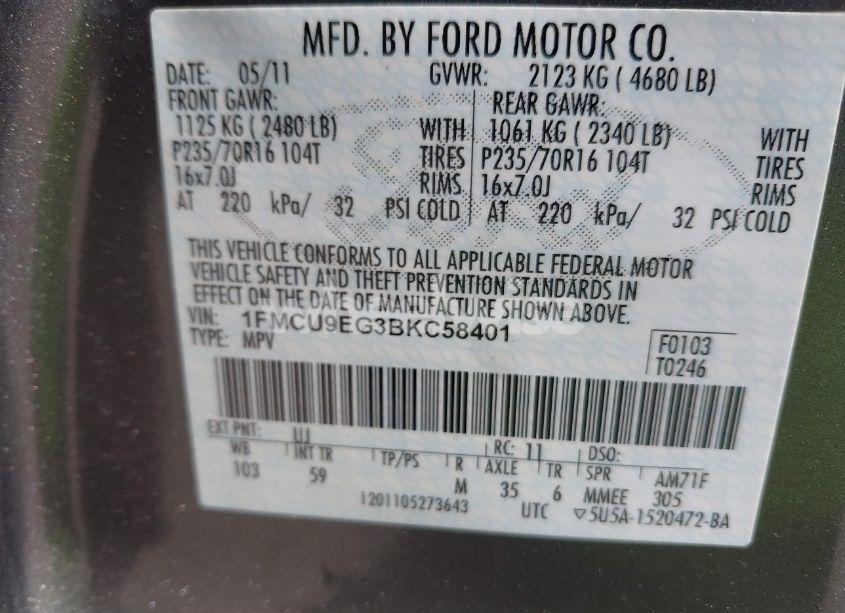 MFD. BY FORD MOTOR CO.
DATE: 05/11 GVWR: 2123 KG ( 4680 LB)
FRONT GAWR: REAR GAWR:
1125 KG ( 2480 LB) WITH 1061 KG ( 2340 LB) WITH
P235/70R16 104T TIRES P235/70R16 104T TIRES
16x7.0J RIMS 16x7.0J RIMS
AT 220 kPa/ 32 PSI COLD AT 220 kPa/ 32 PSI COLD
THIS VEHICLE CONFORMS TO ALL APPLICABLE FEDERAL MOTOR
VEHICLE SAFETY AND THEFT PREVENTION STANDARDS IN
EFFECT ON THE DATE OF MANUFACTURE SHOWN ABOVE.
VIN: 1FMCU9EG3BKC58401
TYPE: MPV
F0103
T0246
EXT PNT: UJ RC: 11 DSO:
WB INT TR TP/PS R AXLE TR SPR AM71F
103 59 M 35 6 MMEE 305
1201105273643 UTC ▽5U5A-1520472-BA